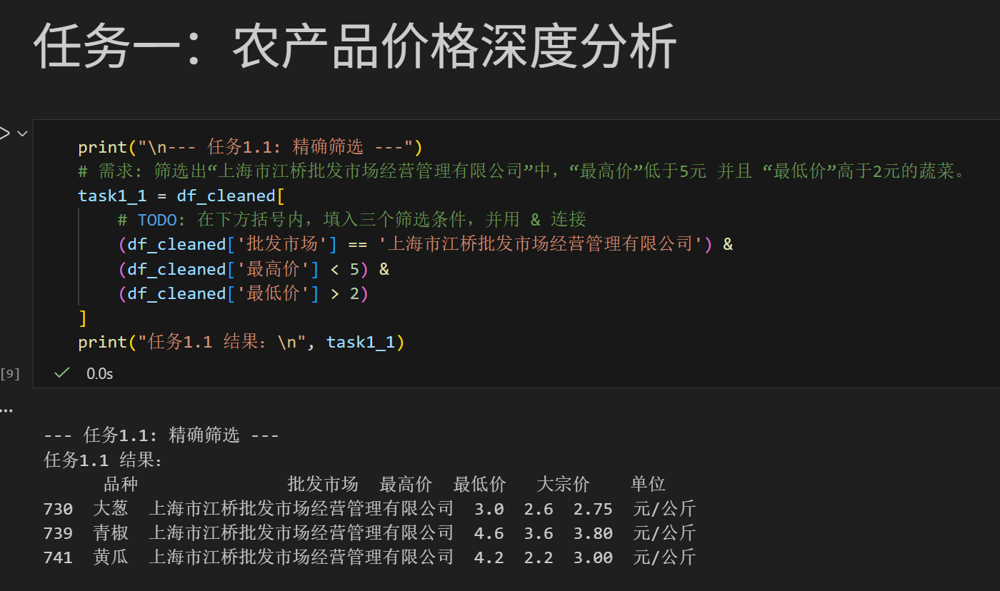 任务一：农产品价格深度分析
print("\n--- 任务1.1: 精确筛选 ---")
# 需求: 筛选出“上海市江桥批发市场经营管理有限公司”中，“最高价”低于5元 并且 “最低价”高于2元的蔬菜。
task1_1 = df_cleaned[
# TODO: 在下方括号内，填入三个筛选条件，并用 & 连接
(df_cleaned['批发市场'] == '上海市江桥批发市场经营管理有限公司') &
(df_cleaned['最高价'] < 5) &
(df_cleaned['最低价'] > 2)
]
print("任务1.1 结果：\n", task1_1)
[9] 0.0s
--- 任务1.1: 精确筛选 ---
任务1.1 结果：
品种 批发市场 最高价 最低价 大宗价 单位
730 大葱 上海市江桥批发市场经营管理有限公司 3.0 2.6 2.75 元/公斤
739 青椒 上海市江桥批发市场经营管理有限公司 4.6 3.6 3.80 元/公斤
741 黄瓜 上海市江桥批发市场经营管理有限公司 4.2 2.2 3.00 元/公斤